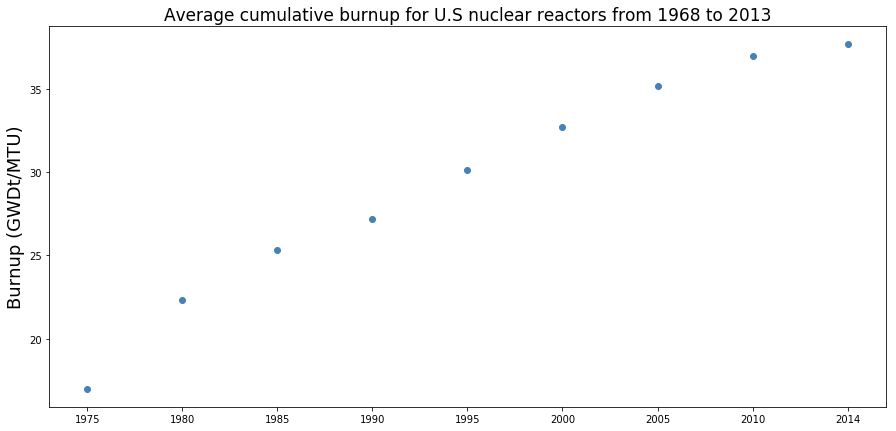 Average cumulative burnup for U.S nuclear reactors from 1968 to 2013
Burnup (GWDt/MTU)
35
30
25
20
1975 1980 1985 1990 1995 2000 2005 2010 2014